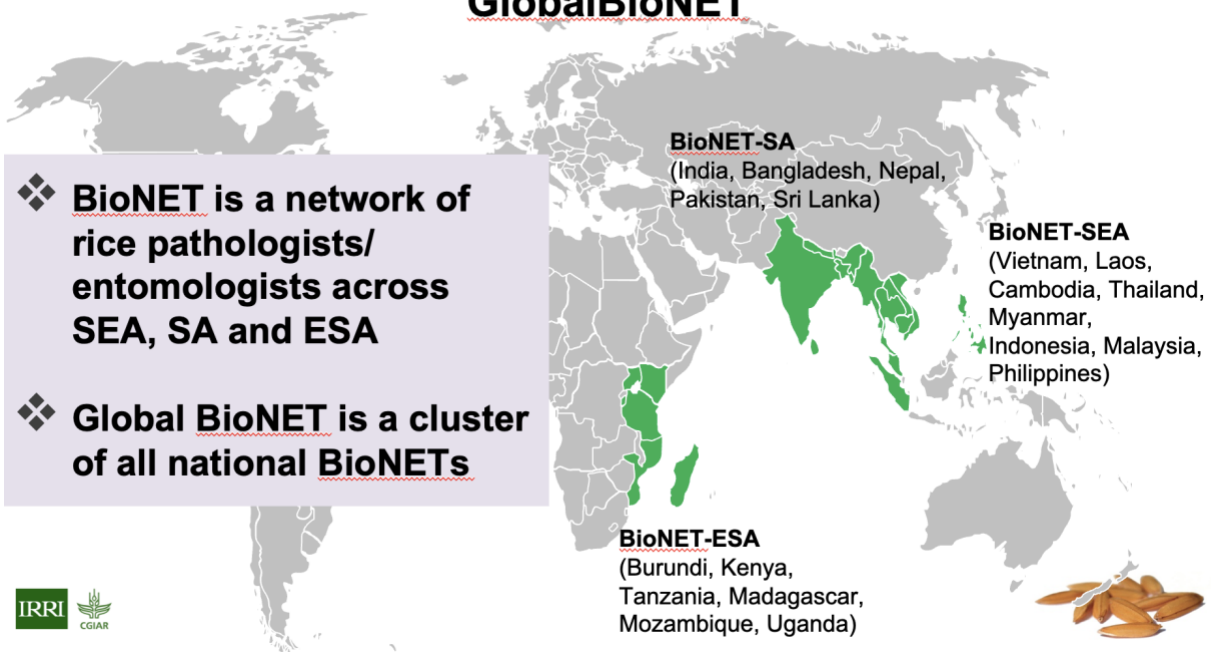 GlobalBioNET
BioNET-SA
(India, Bangladesh, Nepal,
Pakistan, Sri Lanka)
❖ BioNET is a network of
rice pathologists/
entomologists across
SEA, SA and ESA
❖ Global BioNET is a cluster
of all national BioNETs
BioNET-SEA
(Vietnam, Laos,
Cambodia, Thailand,
Myanmar,
Indonesia, Malaysia,
Philippines)
BioNET-ESA
(Burundi, Kenya,
Tanzania, Madagascar,
Mozambique, Uganda)
IRRI
CGIAR